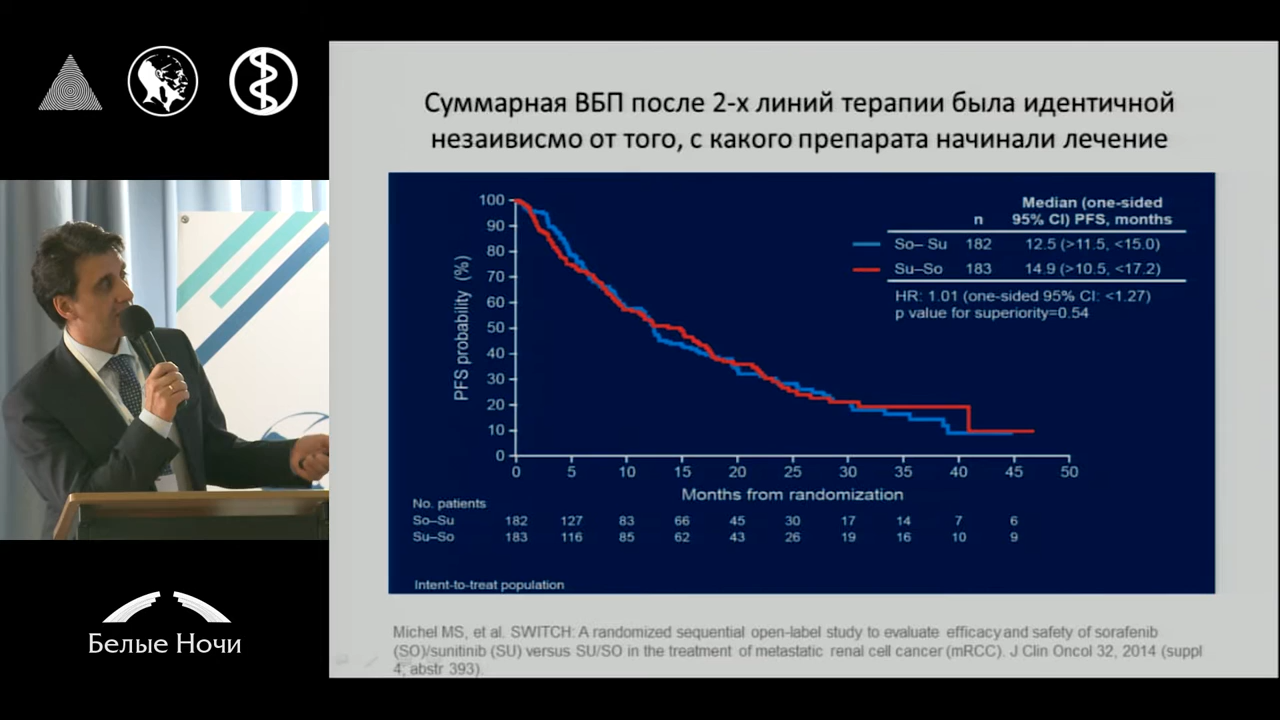 Суммарная ВБП после 2-х линий терапии была идентичной
незаивисмо от того, с какого препарата начинали лечение
Median (one-sided
n 95% CI) PFS, months
So– Su 182 12.5 (>11.5, <15.0)
Su–So 183 14.9 (>10.5, <17.2)
HR: 1.01 (one-sided 95% CI: <1.27)
p value for superiority=0.54
PFS probability (%)
100
90
80
70
60
50
40
30
20
10
0
0 5 10 15 20 25 30 35 40 45 50
Months from randomization
No. patients
So–Su 182 127 83 66 45 30 17 14 7 6
Su–So 183 116 85 62 43 26 19 16 10 9
Intent-to-treat population
Michel MS, et al. SWITCH: A randomized sequential open-label study to evaluate efficacy and safety of sorafenib
(SO)/sunitinib (SU) versus SU/SO in the treatment of metastatic renal cell cancer (mRCC). J Clin Oncol 32, 2014 (suppl
4; abstr 393).
Белые Ночи